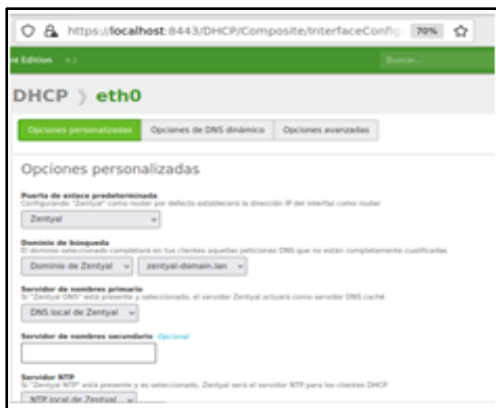 https://localhost:8443/DHCP/Composite/InterfaceConfig
70%
nt Edition
Buscar...
DHCP > eth0
Opciones personalizadas Opciones de DNS dinámico Opciones avanzadas
Opciones personalizadas
Puerta de enlace predeterminada
Configurando "Zentyal" como router por defecto establecerá la dirección IP del interfaz como router
Zentyal
Dominio de búsqueda
El dominio seleccionado completará en tus clientes aquellas peticiones DNS que no están completamente cualificadas
Dominio de Zentyal zentyal-domain.lan
Servidor de nombres primario
Si "Zentyal DNS" está presente y seleccionado, el servidor Zentyal actuará como servidor DNS caché
DNS local de Zentyal
Servidor de nombres secundario Opcional
Servidor NTP
Si "Zentyal NTP" está presente y es seleccionado, Zentyal será el servidor NTP para los clientes DHCP
NTP local de Zentyal